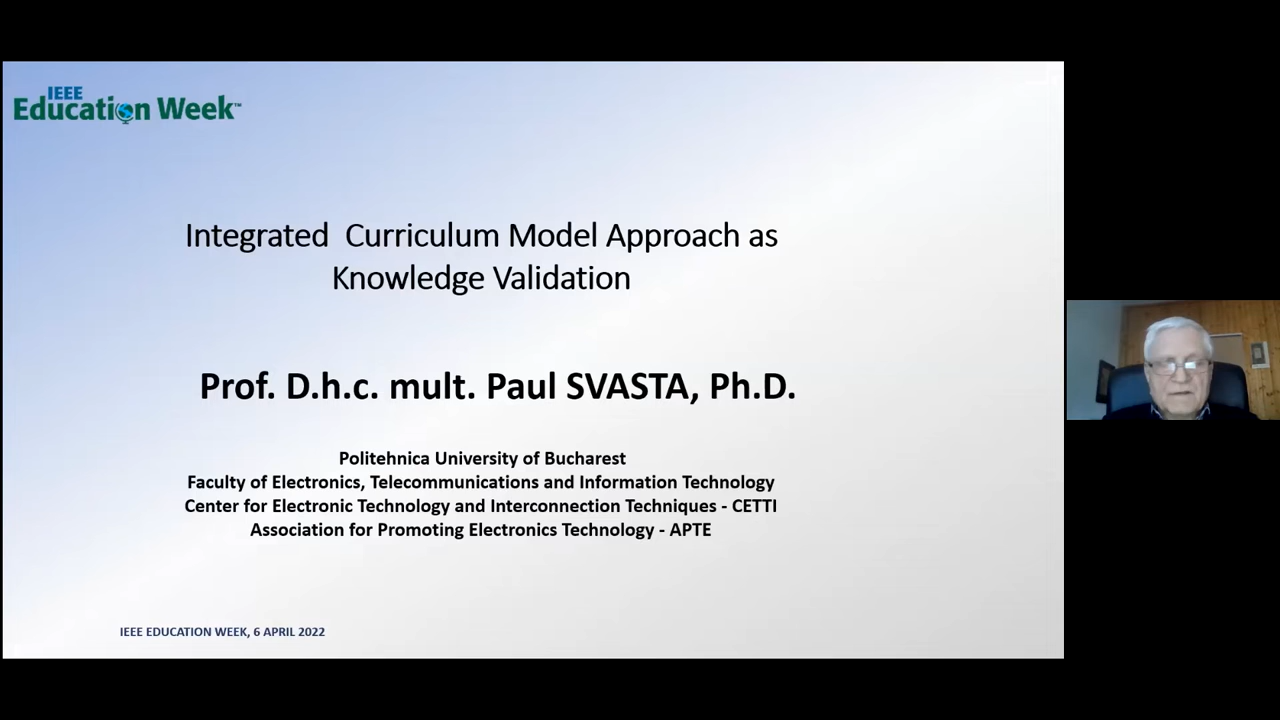 IEEE
Education Week™
Integrated Curriculum Model Approach as
Knowledge Validation
Prof. D.h.c. mult. Paul SVASTA, Ph.D.
Politehnica University of Bucharest
Faculty of Electronics, Telecommunications and Information Technology
Center for Electronic Technology and Interconnection Techniques - CETTI
Association for Promoting Electronics Technology - APTE
IEEE EDUCATION WEEK, 6 APRIL 2022